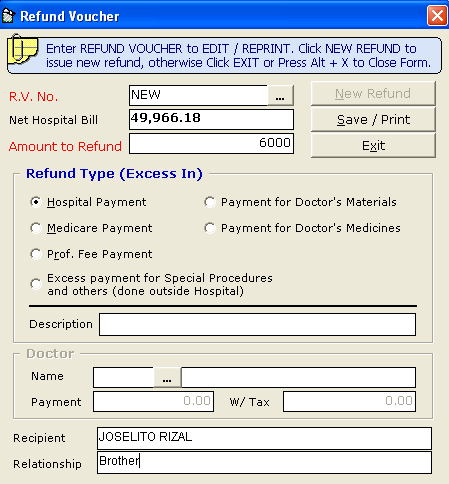 Refund Voucher
Enter REFUND VOUCHER to EDIT / REPRINT. Click NEW REFUND to
issue new refund, otherwise Click EXIT or Press Alt + X to Close Form.
R.V. No. NEW ... New Refund
Net Hospital Bill 49,966.18 Save / Print
Amount to Refund 6000 Exit
Refund Type (Excess In)
Hospital Payment Payment for Doctor's Materials
Medicare Payment Payment for Doctor's Medicines
Prof. Fee Payment
Excess payment for Special Procedures
and others (done outside Hospital)
Description
Doctor
Name ...
Payment 0.00 W/ Tax 0.00
Recipient JOSELITO RIZAL
Relationship Brother